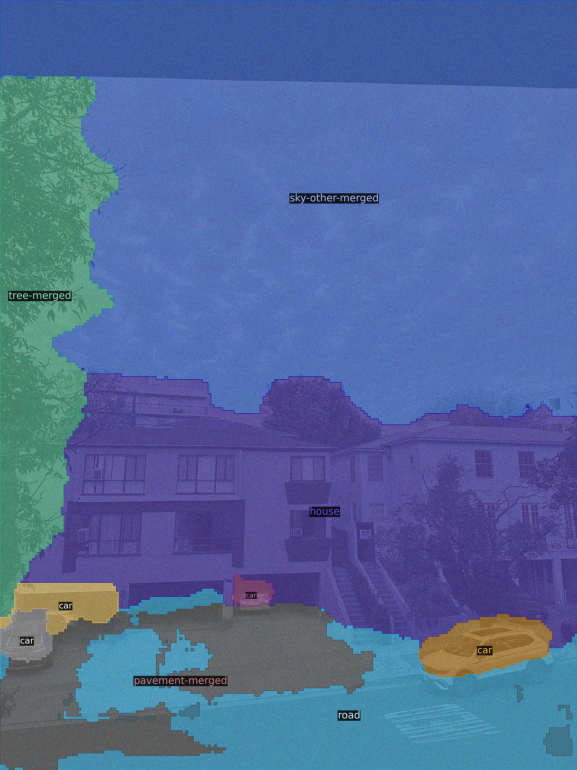 sky-other-merged
tree-merged
house
car
car
car
car
pavement-merged
road